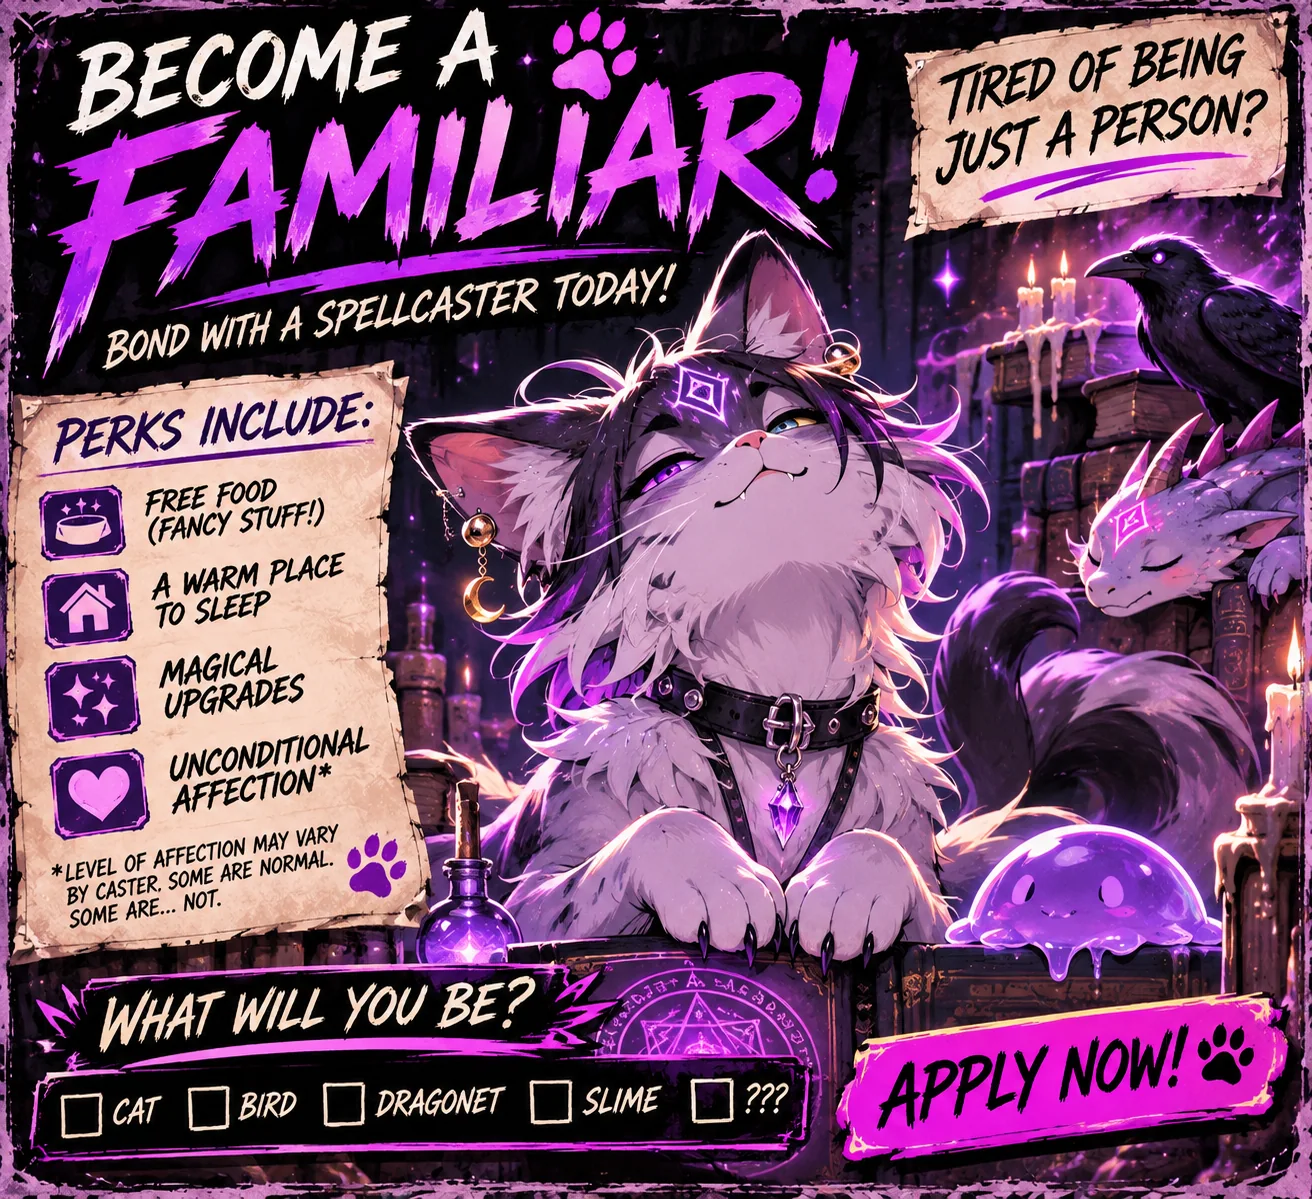 BECOME A
FAMILIAR!
BOND WITH A SPELLCASTER TODAY!
TIRED OF BEING
JUST A PERSON?
PERKS INCLUDE:
FREE FOOD
(FANCY STUFF!)
A WARM PLACE
TO SLEEP
MAGICAL
UPGRADES
UNCONDITIONAL
AFFECTION*
*LEVEL OF AFFECTION MAY VARY
BY CASTER. SOME ARE NORMAL.
SOME ARE... NOT.
WHAT WILL YOU BE?
CAT BIRD DRAGONET SLIME ???
APPLY NOW!